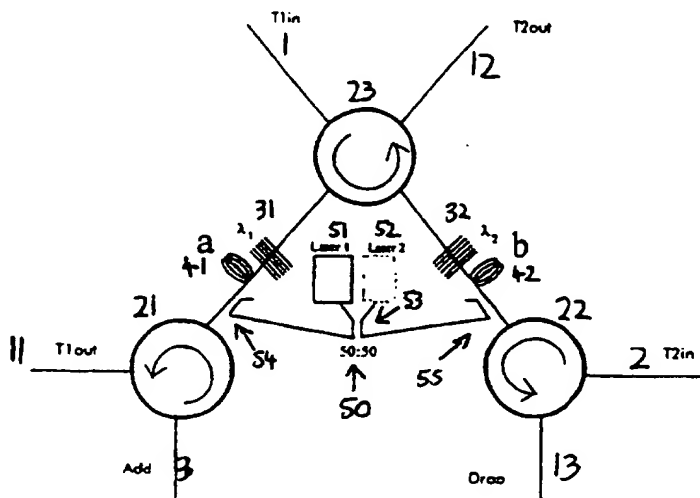 T1in
1
T2out
12
23
31
λ1
a
41
51
Laser 1
52
Laser 2
53
32
λ2
b
42
21
22
11
T1out
54
50:50
50
55
2
T2in
Add
3
Drop
13